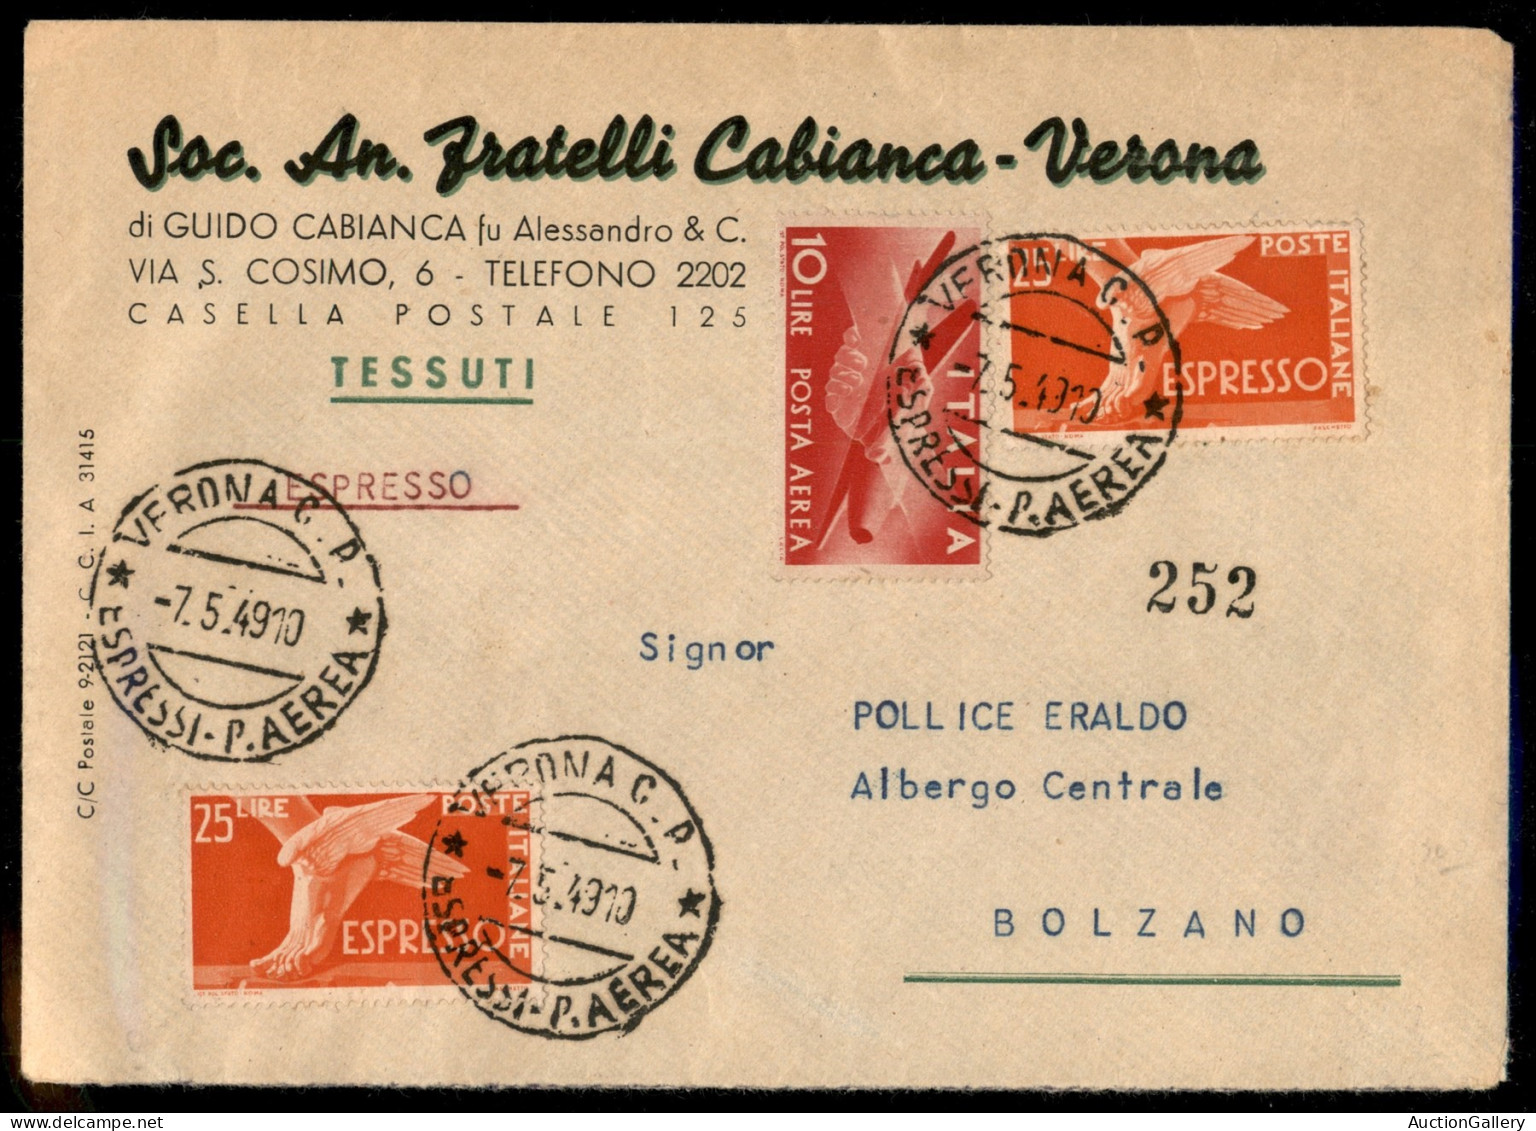 Soc. An. Fratelli Cabianca - Verona
di GUIDO CABIANCA fu Alessandro & C.
VIA S. COSIMO, 6 - TELEFONO 2202
CASELLA POSTALE 125
TESSUTI
ESPRESSO
C/C Postale 9-2121 - C. C. I. A 31415
10 LIRE POSTA AEREA
ITALIA
25 LIRE POSTE ITALIANE
ESPRESSO
VERONA C. P.
-7.5.49 10
ESPRESSI-P.AEREA
VERONA C. P.
-7.5.49 10
ESPRESSI-P.AEREA
252
Signor
POLLICE ERALDO
Albergo Centrale
BOLZANO
25 LIRE POSTE ITALIANE
ESPRESSO
VERONA C. P.
-7.5.49 10
ESPRESSI-P.AEREA
AuctionGallery